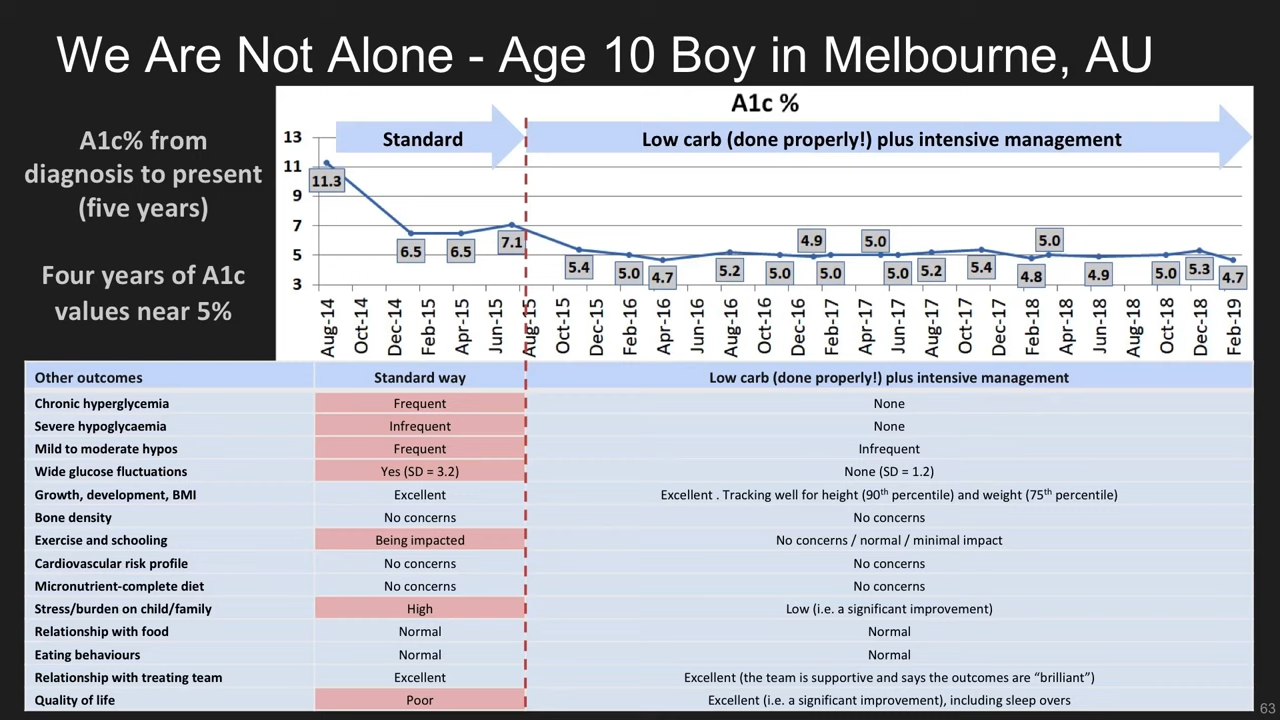 We Are Not Alone - Age 10 Boy in Melbourne, AU
A1c% from
diagnosis to present
(five years)
Four years of A1c
values near 5%
A1c %
Standard
Low carb (done properly!) plus intensive management
13
11
9
7
5
3
11.3
6.5
6.5
7.1
5.4
5.0
4.7
5.2
5.0
4.9
5.0
5.0
5.0
5.2
5.4
4.8
5.0
4.9
5.0
5.3
4.7
Aug-14
Oct-14
Dec-14
Feb-15
Apr-15
Jun-15
Aug-15
Oct-15
Dec-15
Feb-16
Apr-16
Jun-16
Aug-16
Oct-16
Dec-16
Feb-17
Apr-17
Jun-17
Aug-17
Oct-17
Dec-17
Feb-18
Apr-18
Jun-18
Aug-18
Oct-18
Dec-18
Feb-19
Other outcomes Standard way Low carb (done properly!) plus intensive management
Chronic hyperglycemia Frequent None
Severe hypoglycaemia Infrequent None
Mild to moderate hypos Frequent Infrequent
Wide glucose fluctuations Yes (SD = 3.2) None (SD = 1.2)
Growth, development, BMI Excellent Excellent . Tracking well for height (90th percentile) and weight (75th percentile)
Bone density No concerns No concerns
Exercise and schooling Being impacted No concerns / normal / minimal impact
Cardiovascular risk profile No concerns No concerns
Micronutrient-complete diet No concerns No concerns
Stress/burden on child/family High Low (i.e. a significant improvement)
Relationship with food Normal Normal
Eating behaviours Normal Normal
Relationship with treating team Excellent Excellent (the team is supportive and says the outcomes are “brilliant”)
Quality of life Poor Excellent (i.e. a significant improvement), including sleep overs
63